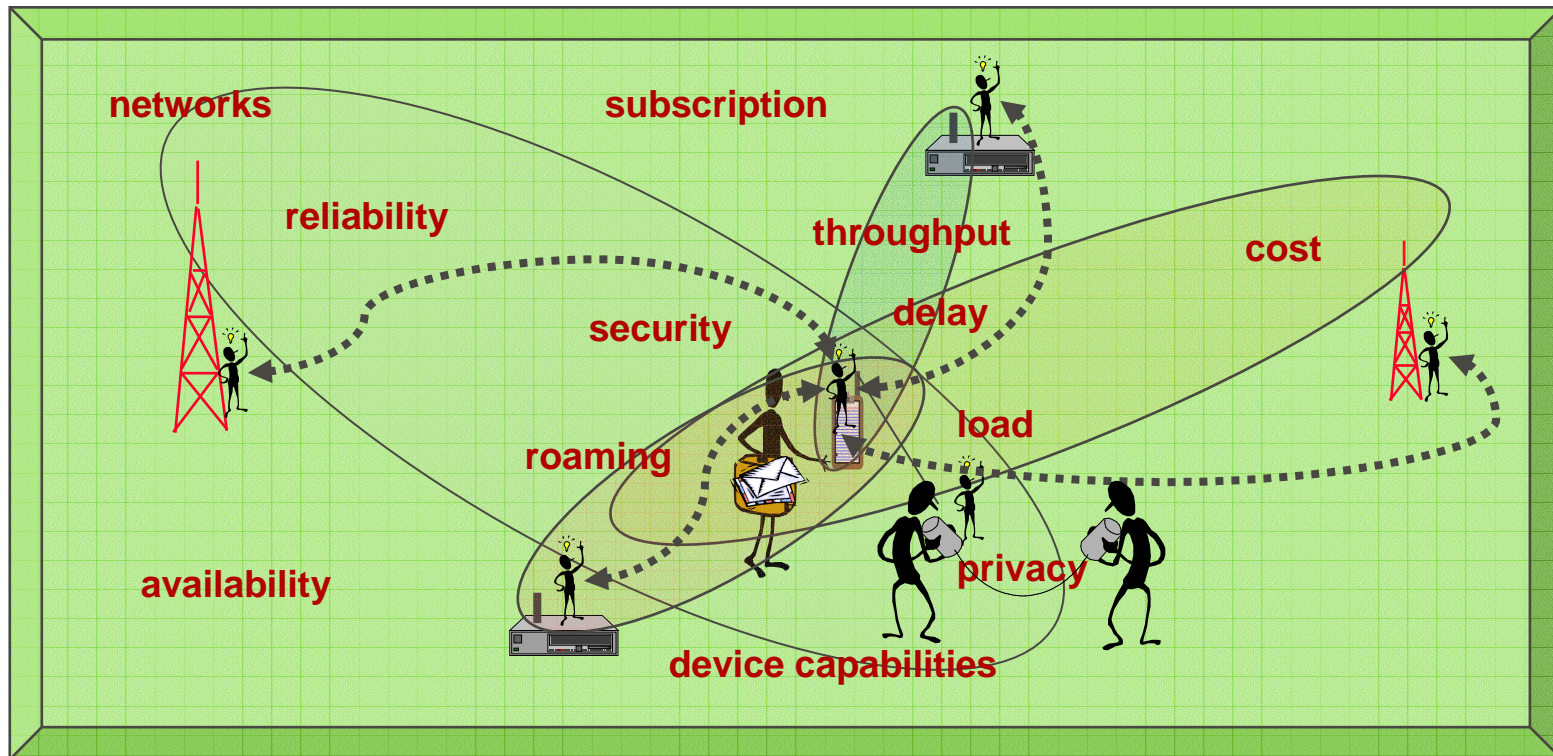 networks
subscription
reliability
throughput
cost
delay
security
load
roaming
privacy
availability
device capabilities